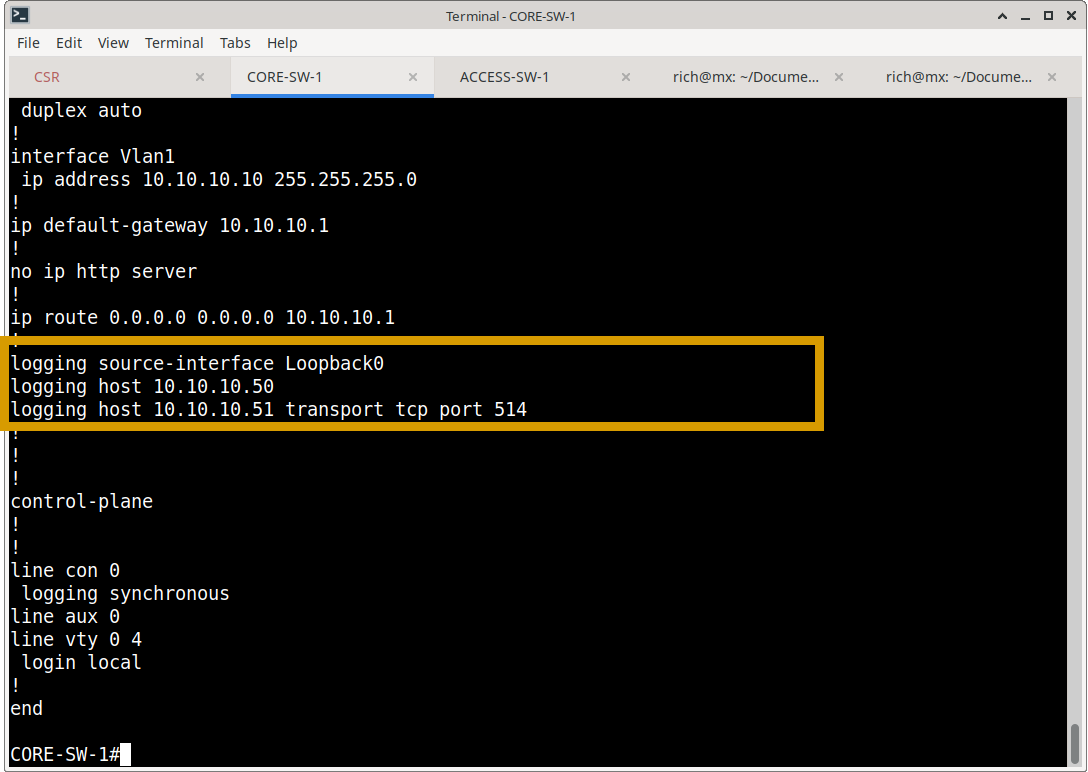 Terminal - CORE-SW-1
File Edit View Terminal Tabs Help
CSR CORE-SW-1 ACCESS-SW-1 rich@mx: ~/Docume... rich@mx: ~/Docume...
 duplex auto
!
interface Vlan1
 ip address 10.10.10.10 255.255.255.0
!
ip default-gateway 10.10.10.1
!
no ip http server
!
ip route 0.0.0.0 0.0.0.0 10.10.10.1
!
logging source-interface Loopback0
logging host 10.10.10.50
logging host 10.10.10.51 transport tcp port 514
!
!
!
control-plane
!
!
line con 0
 logging synchronous
line aux 0
line vty 0 4
 login local
!
end

CORE-SW-1#